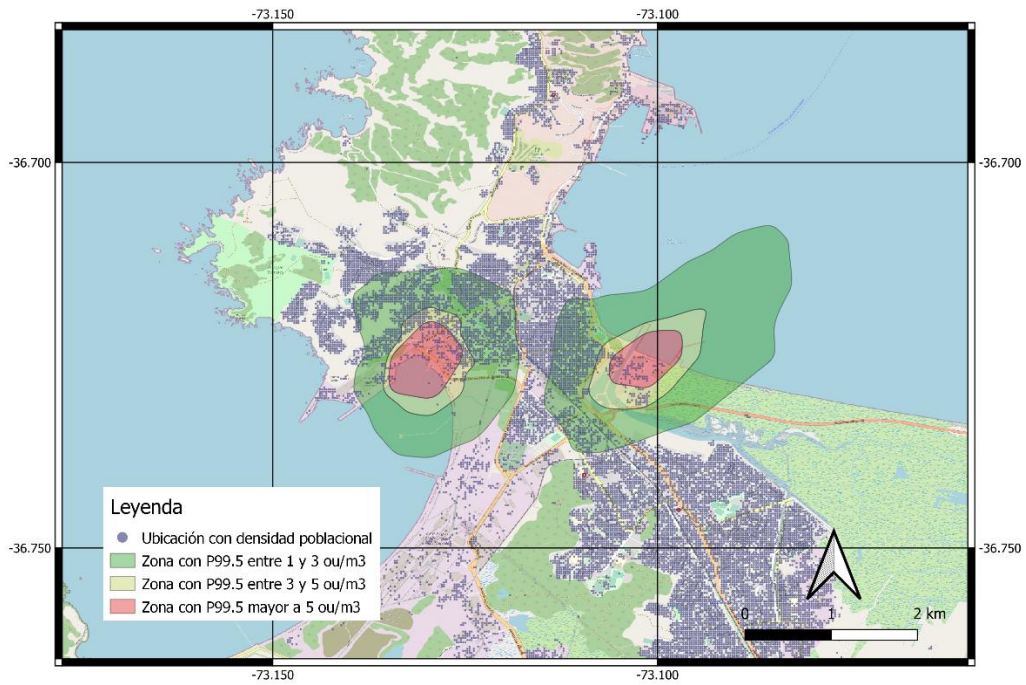 -73.150
-73.100
-36.700
-36.700
Leyenda
Ubicación con densidad poblacional
Zona con P99.5 entre 1 y 3 ou/m3
Zona con P99.5 entre 3 y 5 ou/m3
Zona con P99.5 mayor a 5 ou/m3
-36.750
-36.750
0
1
2 km
-73.150
-73.100